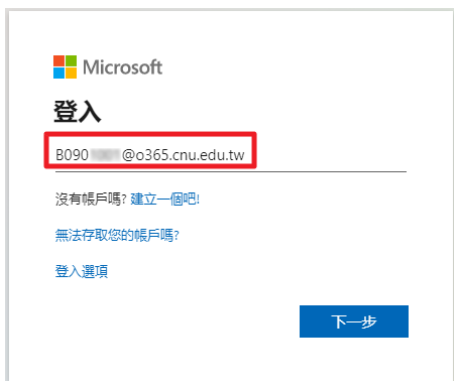 Microsoft
登入
B090 @o365.cnu.edu.tw
沒有帳戶嗎? 建立一個吧!
無法存取您的帳戶嗎?
登入選項
下一步